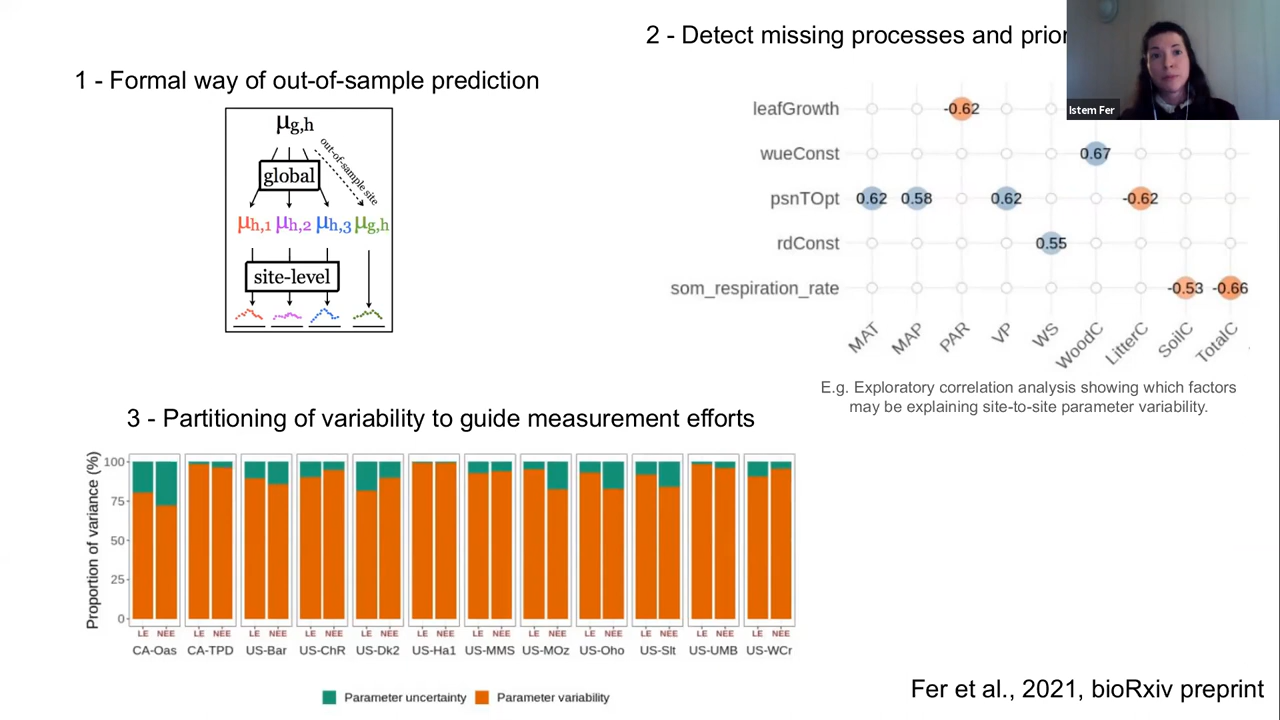 1 - Formal way of out-of-sample prediction
μg,h
out-of-sample site
global
μh,1 μh,2 μh,3 μg,h
site-level
2 - Detect missing processes and prior
Istem Fer
leafGrowth -0.62
wueConst 0.67
psnTOpt 0.62 0.58 0.62 -0.62
rdConst 0.55
som_respiration_rate -0.53 -0.66
MAT MAP PAR VP WS WoodC LitterC SoilC TotalC
E.g. Exploratory correlation analysis showing which factors
may be explaining site-to-site parameter variability.
3 - Partitioning of variability to guide measurement efforts
Proportion of variance (%)
100
75
50
25
0
LE NEE LE NEE LE NEE LE NEE LE NEE LE NEE LE NEE LE NEE LE NEE LE NEE LE NEE LE NEE
CA-Oas CA-TPD US-Bar US-ChR US-Dk2 US-Ha1 US-MMS US-MOz US-Oho US-Slt US-UMB US-WCr
Parameter uncertainty Parameter variability
Fer et al., 2021, bioRxiv preprint